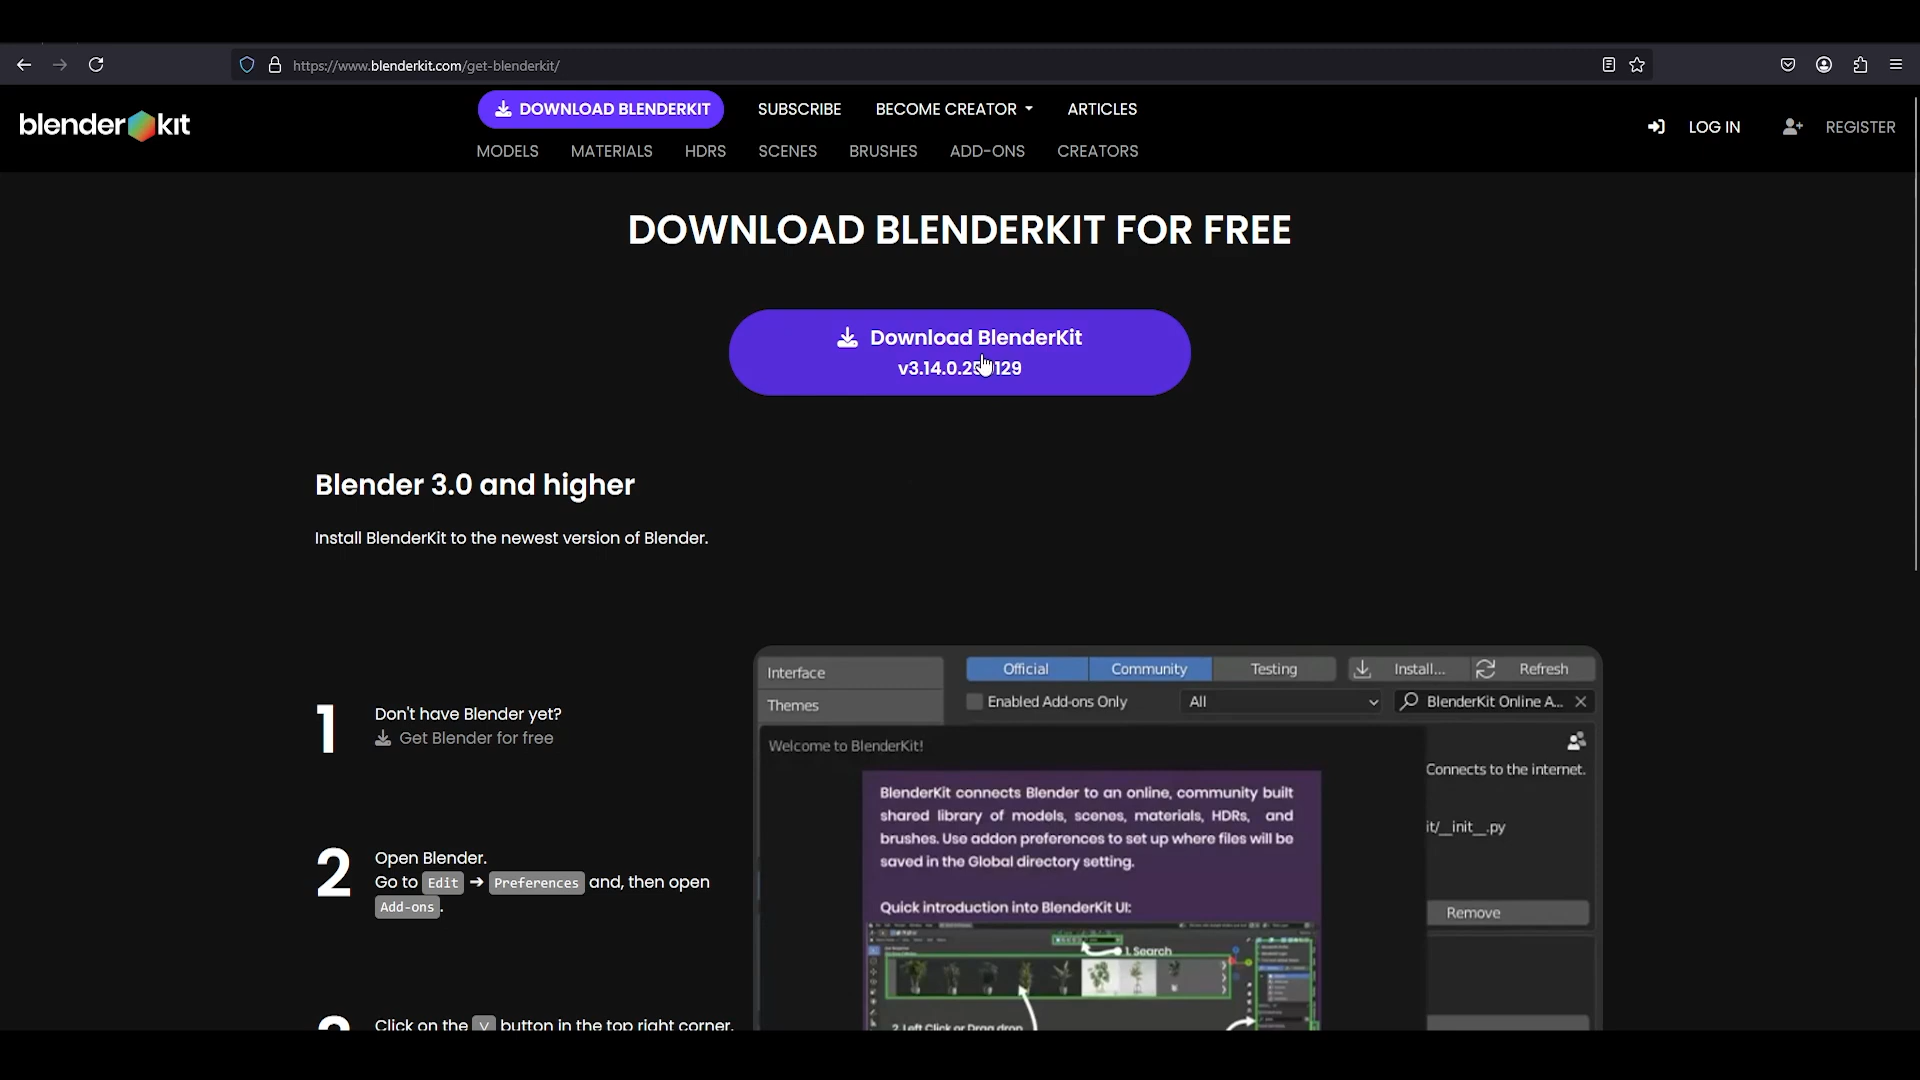 https://www.blenderkit.com/get-blenderkit/
blenderkit
DOWNLOAD BLENDERKIT
SUBSCRIBE
BECOME CREATOR
ARTICLES
LOG IN
REGISTER
MODELS
MATERIALS
HDRS
SCENES
BRUSHES
ADD-ONS
CREATORS
DOWNLOAD BLENDERKIT FOR FREE
Download BlenderKit
Blender 3.0 and higher
Install BlenderKit to the newest version of Blender.
1
Don't have Blender yet?
Get Blender for free
2
Open Blender.
Go to Edit → Preferences and, then open
Add-ons.
Click on the v button in the top right corner.
Interface
Themes
Official
Community
Testing
Install...
Refresh
Enabled Add-ons Only
All
BlenderKit Online A...
Welcome to BlenderKit!
Connects to the internet.
it/__init__.py
Remove
BlenderKit connects Blender to an online, community built
shared library of models, scenes, materials, HDRs, and
brushes. Use addon preferences to set up where files will be
saved in the Global directory setting.
Quick introduction into BlenderKit UI:
1. Search
2. Left Click or Drag drop